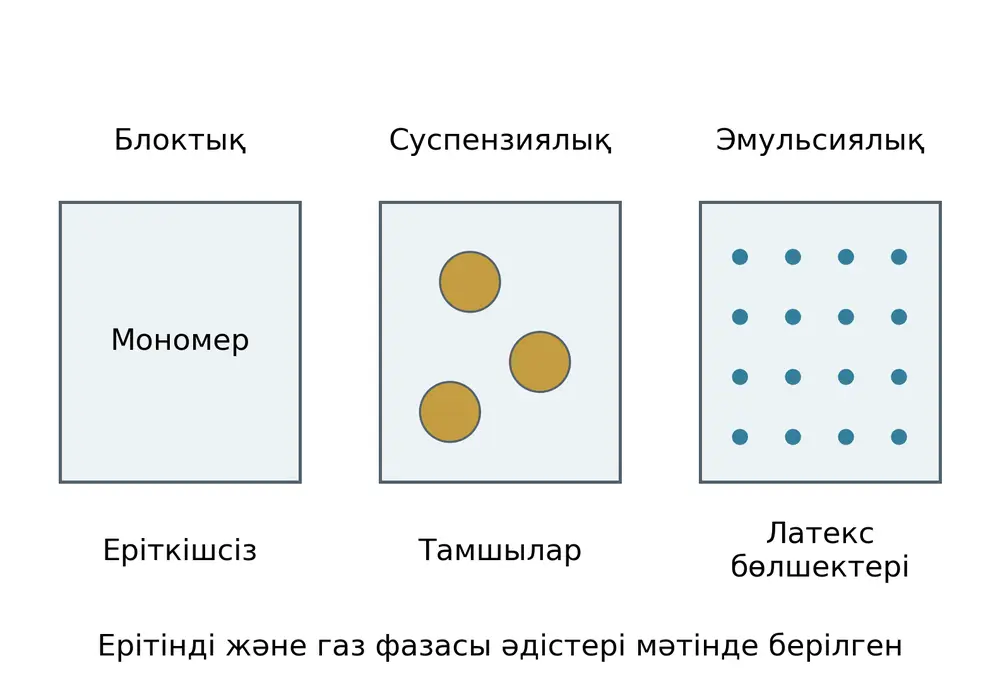 Блоктық
Суспензиялық
Эмульсиялық
Мономер
Еріткішсіз
Тамшылар
Латекс
бөлшектері
Ерітінді және газ фазасы әдістері мәтінде берілген